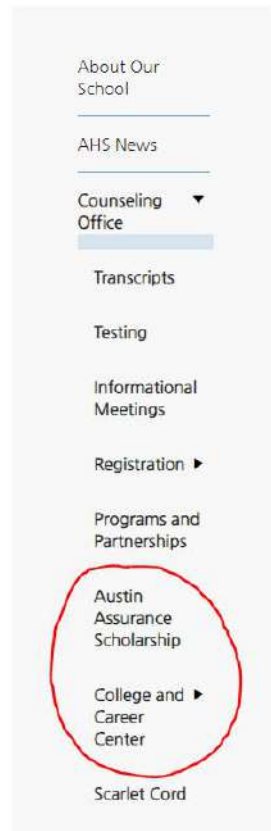 About Our
School
AHS News
Counseling ▼
Office
Transcripts
Testing
Informational
Meetings
Registration ▶
Programs and
Partnerships
Austin
Assurance
Scholarship
College and ▶
Career
Center
Scarlet Cord